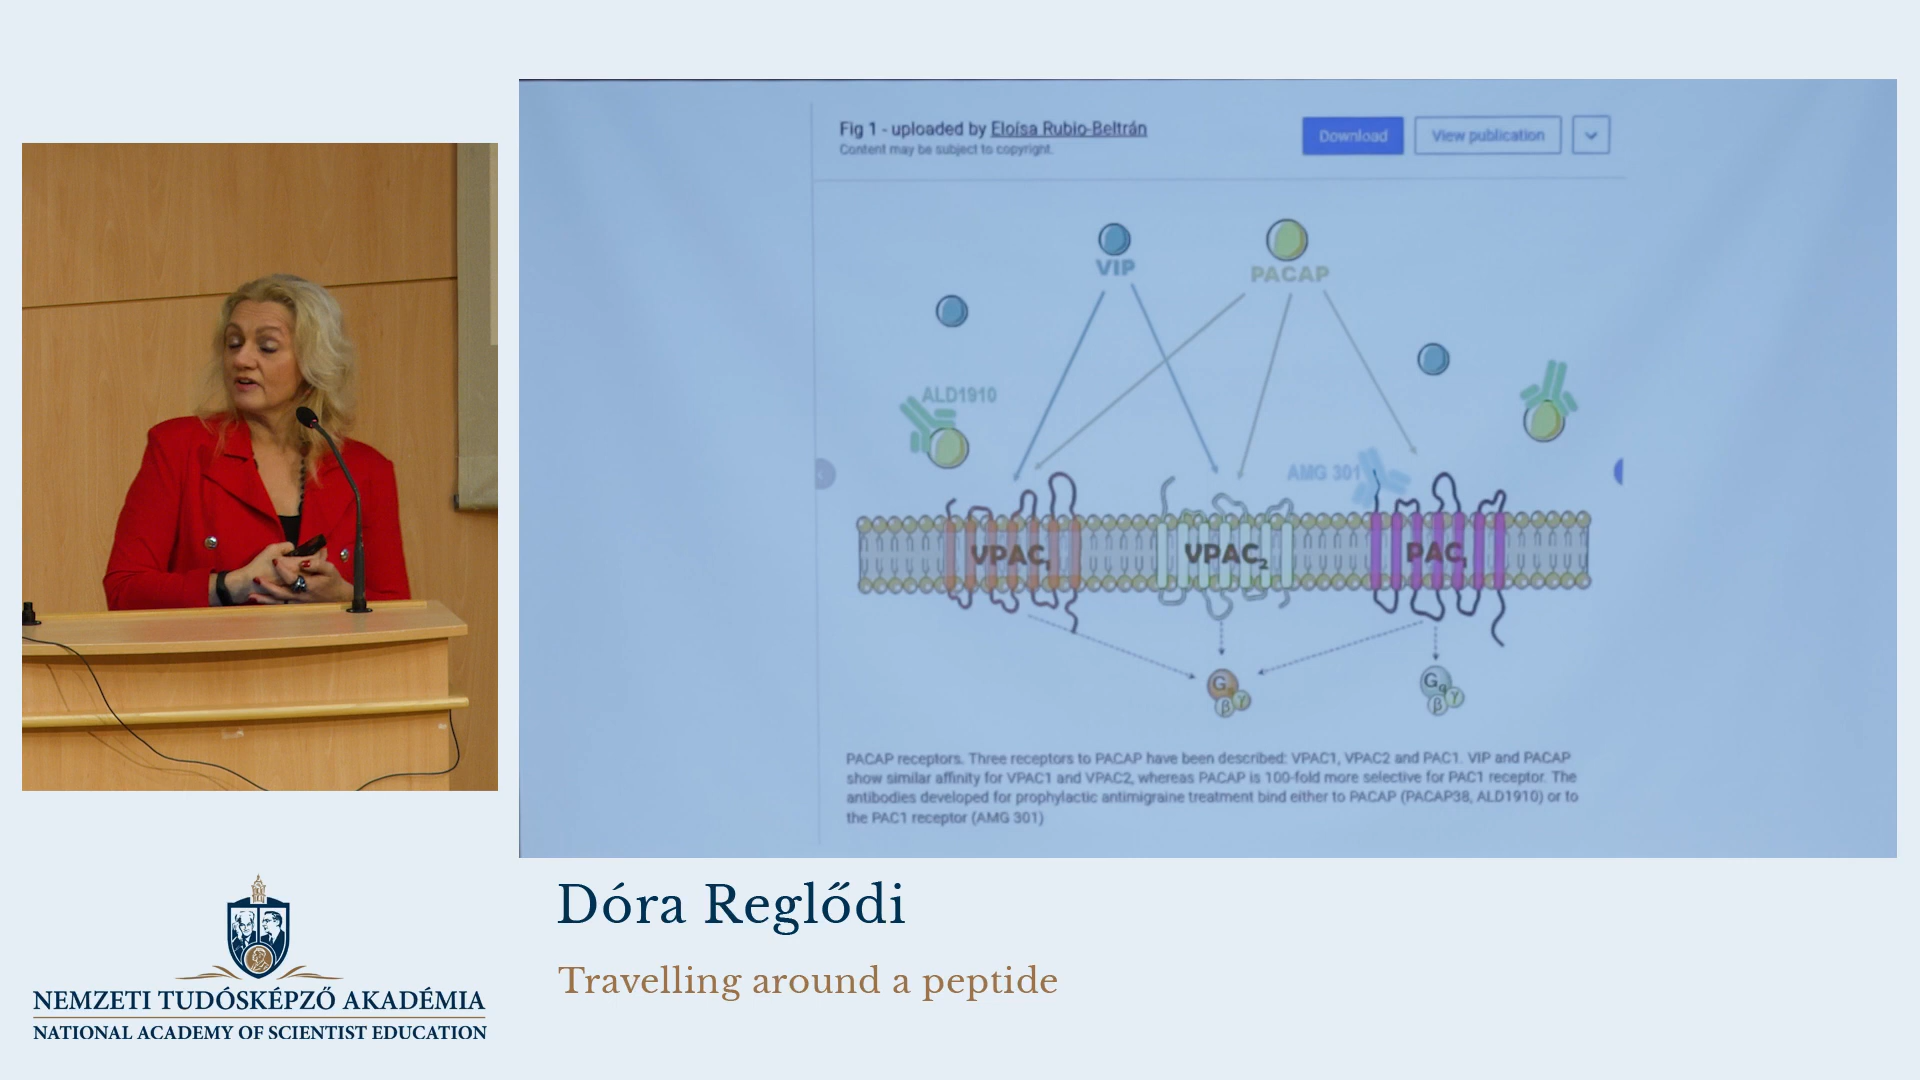 Fig 1 - uploaded by Eloísa Rubio-Beltrán
Content may be subject to copyright.
Download
View publication
VIP
PACAP
ALD1910
AMG 301
VPAC1
VPAC2
PAC1
G
β γ
Gq
β γ
PACAP receptors. Three receptors to PACAP have been described: VPAC1, VPAC2 and PAC1. VIP and PACAP
show similar affinity for VPAC1 and VPAC2, whereas PACAP is 100-fold more selective for PAC1 receptor. The
antibodies developed for prophylactic antimigraine treatment bind either to PACAP (PACAP38, ALD1910) or to
the PAC1 receptor (AMG 301)
Dóra Reglődi
Travelling around a peptide
NEMZETI TUDÓSKÉPZŐ AKADÉMIA
NATIONAL ACADEMY OF SCIENTIST EDUCATION